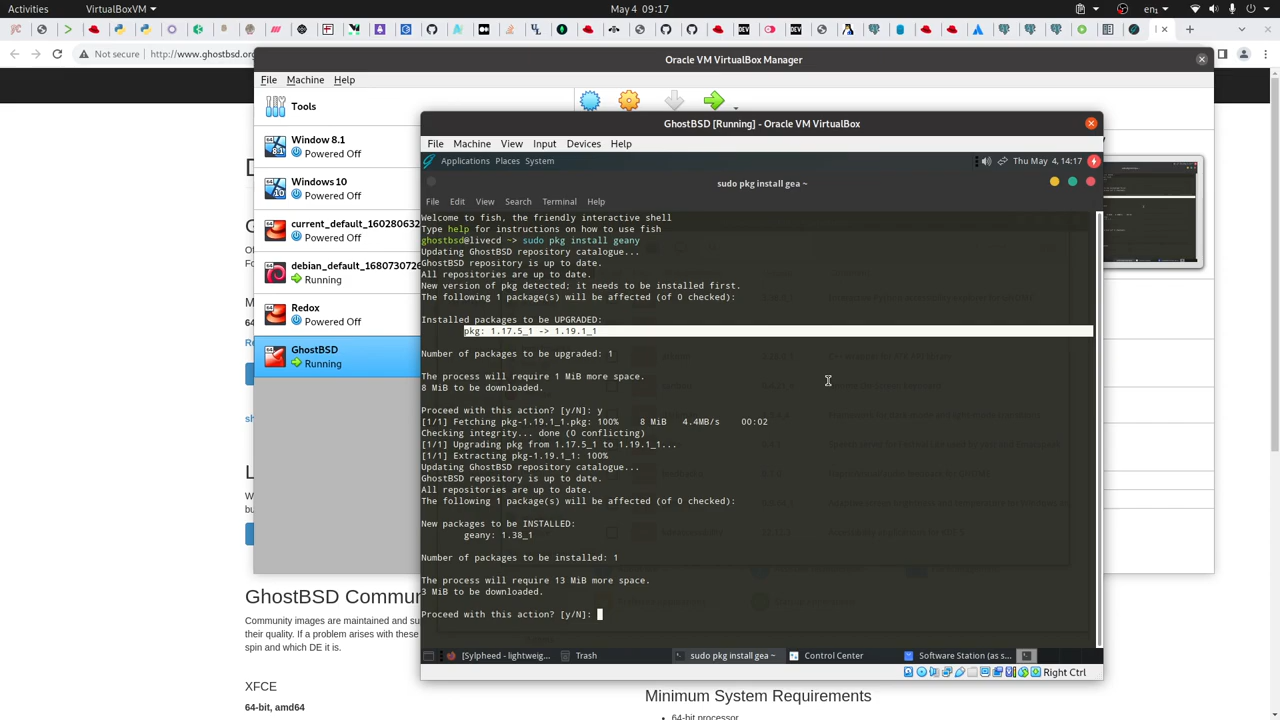 Activities
VirtualBoxVM
May 4 09:17
Not secure
http://www.ghostbsd.or
Oracle VM VirtualBox Manager
File Machine Help
Tools
Window 8.1
Powered Off
Windows 10
Powered Off
current_default_160280632
Powered Off
debian_default_1680730726
Running
Redox
Powered Off
GhostBSD
Running
GhostBSD [Running] - Oracle VM VirtualBox
File Machine View Input Devices Help
Applications Places System
Thu May 4, 14:17
sudo pkg install gea ~
File Edit View Search Terminal Help
Welcome to fish, the friendly interactive shell
Type help for instructions on how to use fish
ghostbsd@livecd ~> sudo pkg install geany
Updating GhostBSD repository catalogue...
GhostBSD repository is up to date.
All repositories are up to date.
New version of pkg detected; it needs to be installed first.
The following 1 package(s) will be affected (of 0 checked):
Installed packages to be UPGRADED:
pkg: 1.17.5_1 -> 1.19.1_1
Number of packages to be upgraded: 1
The process will require 1 MiB more space.
8 MiB to be downloaded.
Proceed with this action? [y/N]: y
[1/1] Fetching pkg-1.19.1_1.pkg: 100% 8 MiB 4.4MB/s 00:02
Checking integrity... done (0 conflicting)
[1/1] Upgrading pkg from 1.17.5_1 to 1.19.1_1...
[1/1] Extracting pkg-1.19.1_1: 100%
Updating GhostBSD repository catalogue...
GhostBSD repository is up to date.
All repositories are up to date.
The following 1 package(s) will be affected (of 0 checked):
New packages to be INSTALLED:
geany: 1.38_1
Number of packages to be installed: 1
The process will require 13 MiB more space.
3 MiB to be downloaded.
Proceed with this action? [y/N]:
[Sylpheed - lightweig...
Trash
sudo pkg install gea ~
Control Center
Software Station (as s...
Right Ctrl
GhostBSD Commu
Community images are maintained and su
their quality. If a problem arises with these
spin and which DE it is.
XFCE
64-bit, amd64
Minimum System Requirements
64-bit processor